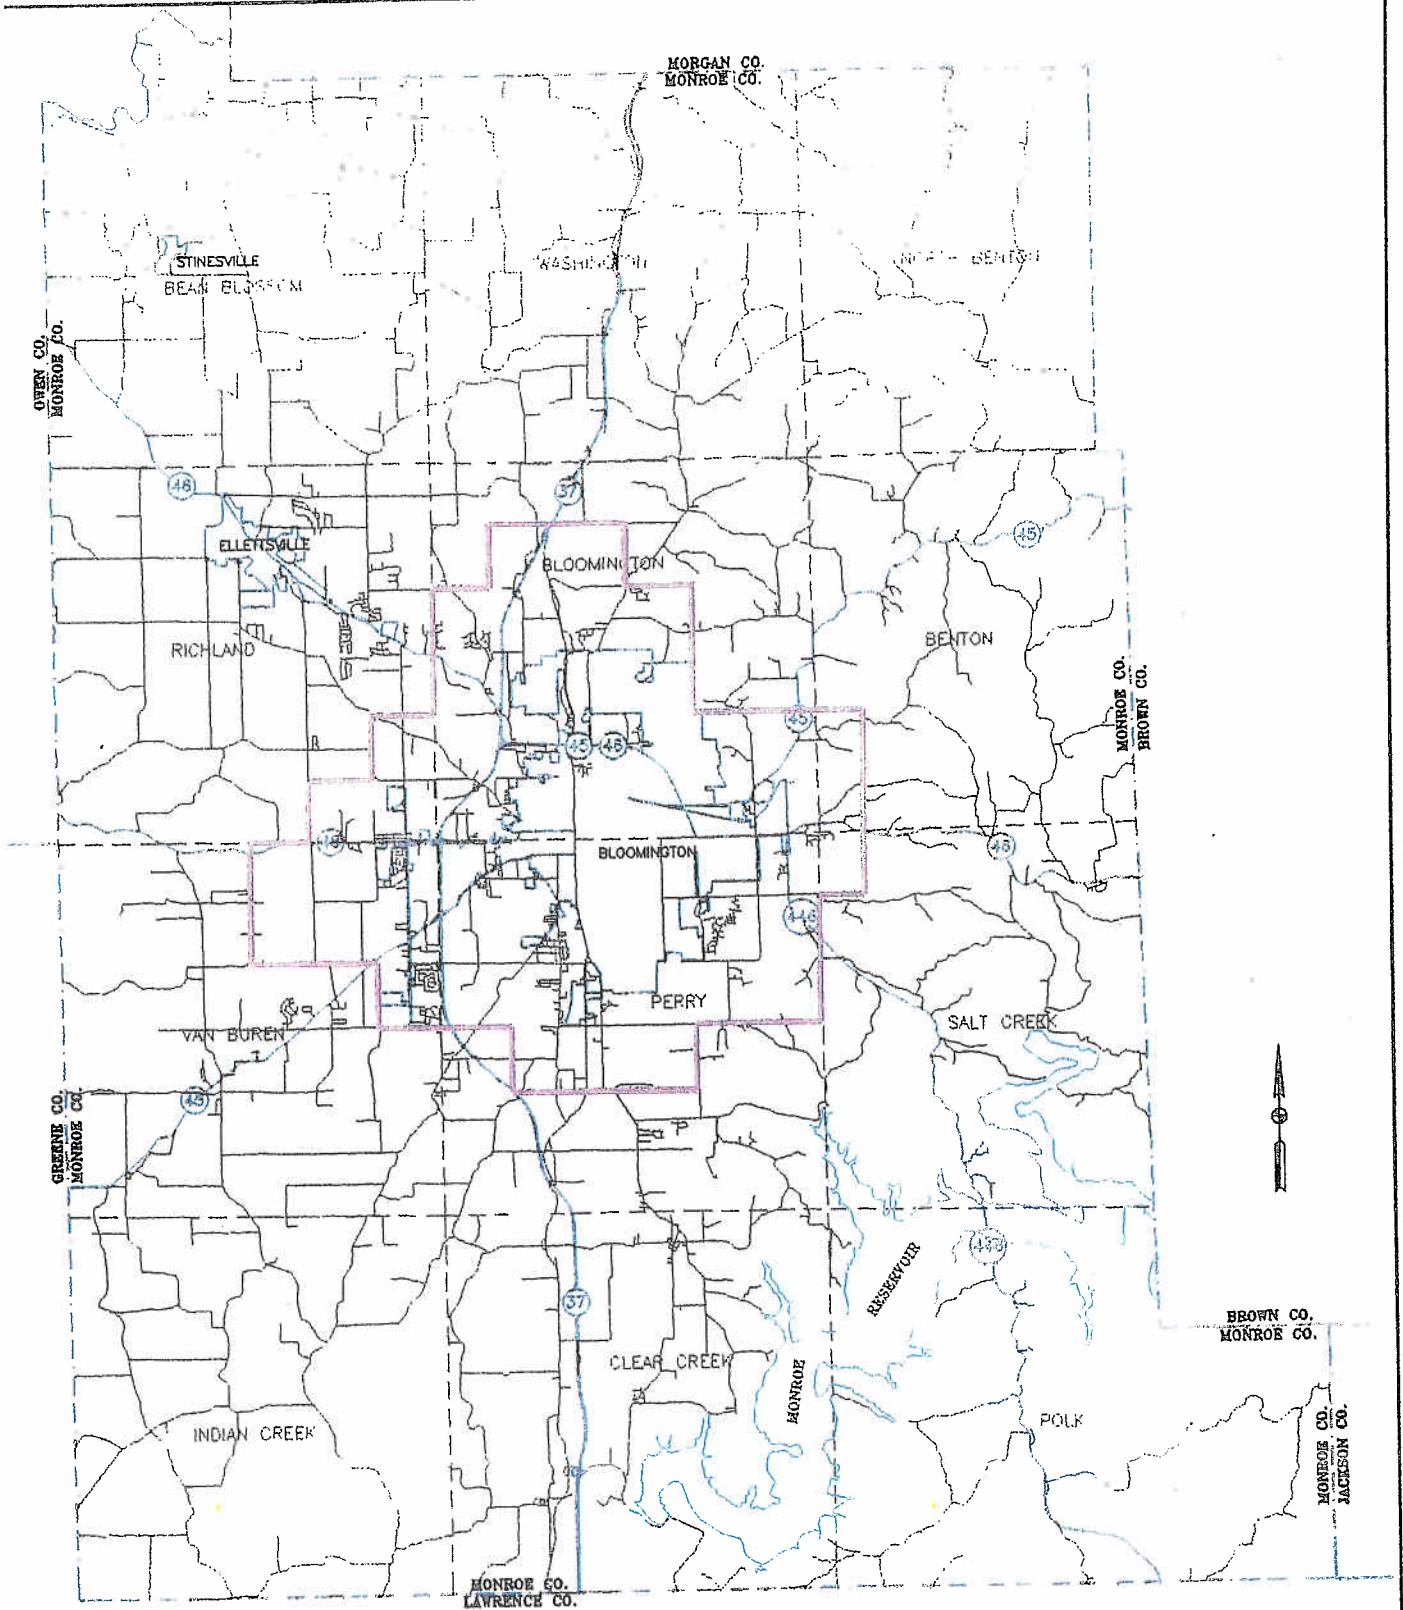 MORGAN CO.
MONROE CO.
STINESVILLE
BEAN BLOSSOM
WASHINGTON
NORTH BENTON
OWEN CO.
MONROE CO.
46
37
45
ELLETTSVILLE
BLOOMINGTON
RICHLAND
BENTON
MONROE CO.
BROWN CO.
45
45
46
BLOOMINGTON
46
446
PERRY
VAN BUREN
SALT CREEK
GREENE CO.
MONROE CO.
45
RESERVOIR
446
37
BROWN CO.
MONROE CO.
CLEAR CREEK
MONROE
INDIAN CREEK
POLK
MONROE CO.
JACKSON CO.
MONROE CO.
LAWRENCE CO.